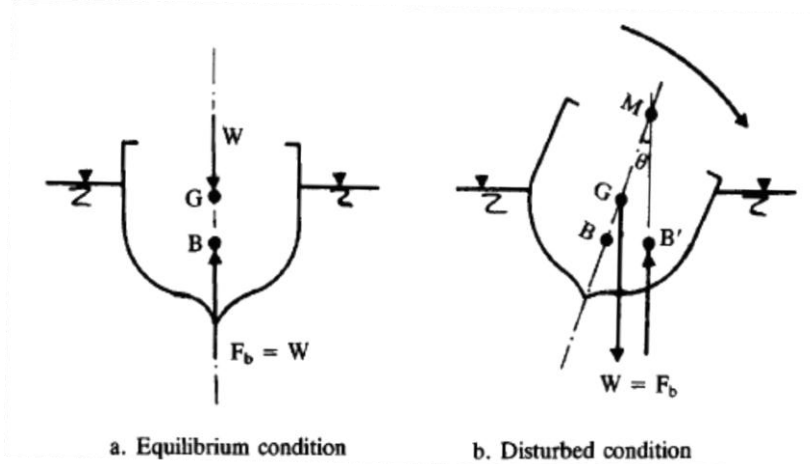 W
G
B
F_b = W
a. Equilibrium condition
M
θ
G
B
B'
W = F_b
b. Disturbed condition